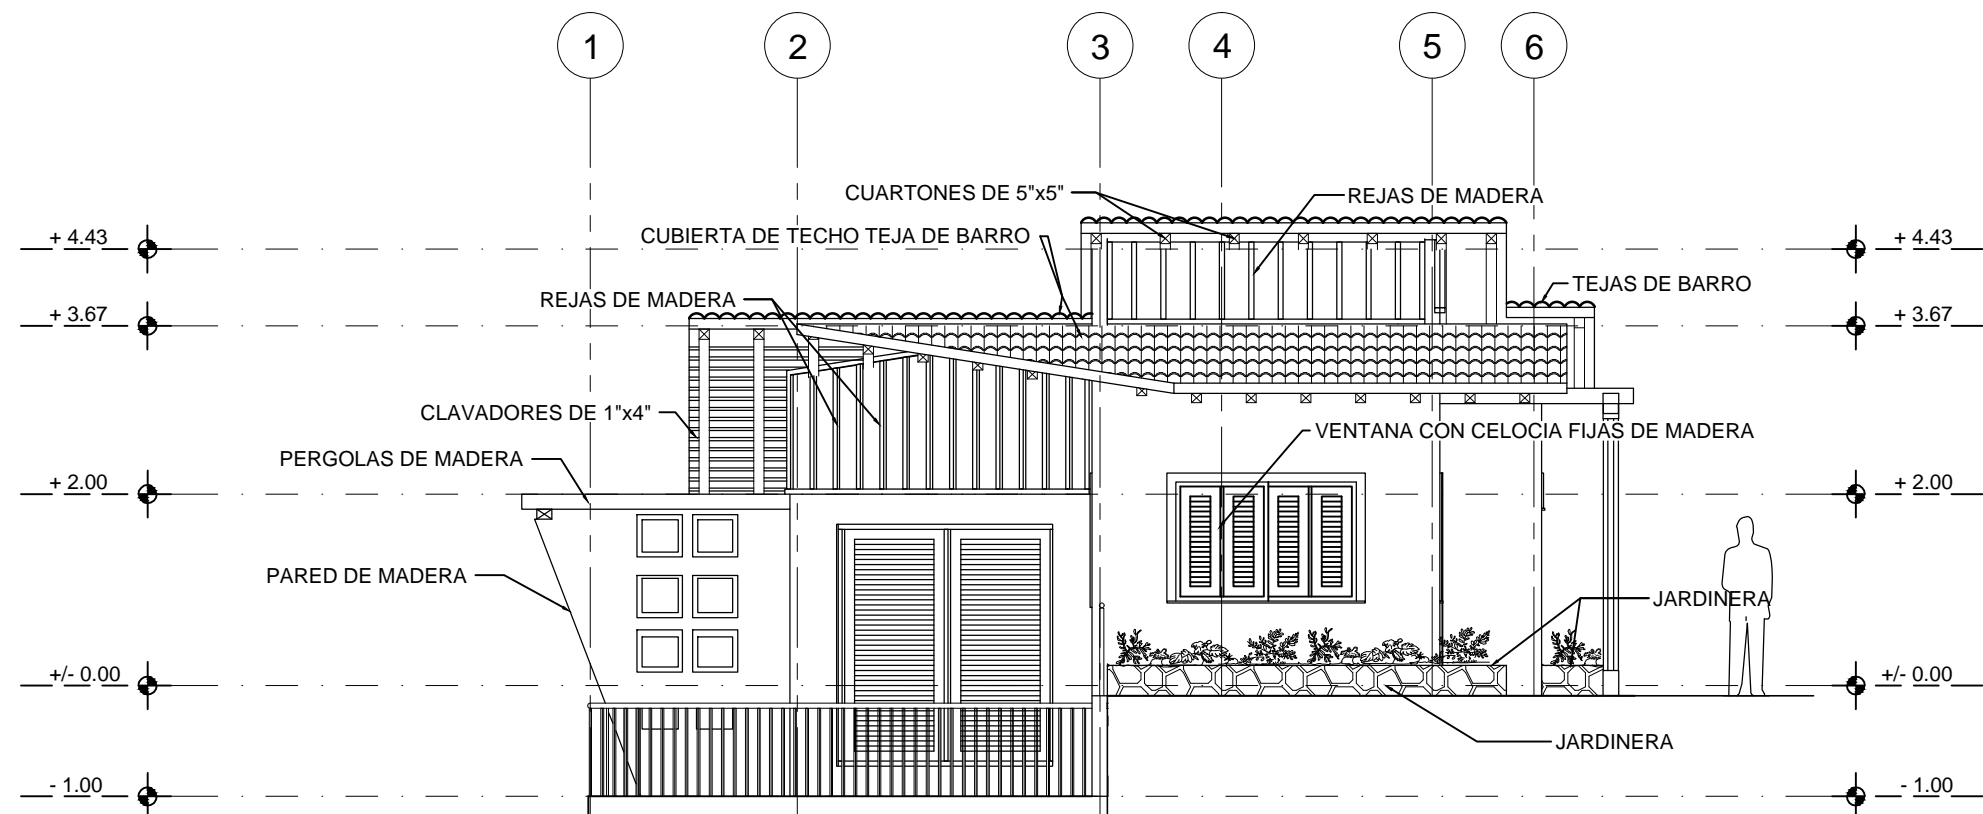 1 2 3 4 5 6
CUARTONES DE 5"x5"
REJAS DE MADERA
+ 4.43
CUBIERTA DE TECHO TEJA DE BARRO
+ 4.43
TEJAS DE BARRO
REJAS DE MADERA
+ 3.67
+ 3.67
CLAVADORES DE 1"x4"
VENTANA CON CELOCIA FIJAS DE MADERA
PERGOLAS DE MADERA
+ 2.00
+ 2.00
PARED DE MADERA
JARDINERA
+/- 0.00
+/- 0.00
JARDINERA
- 1.00
- 1.00